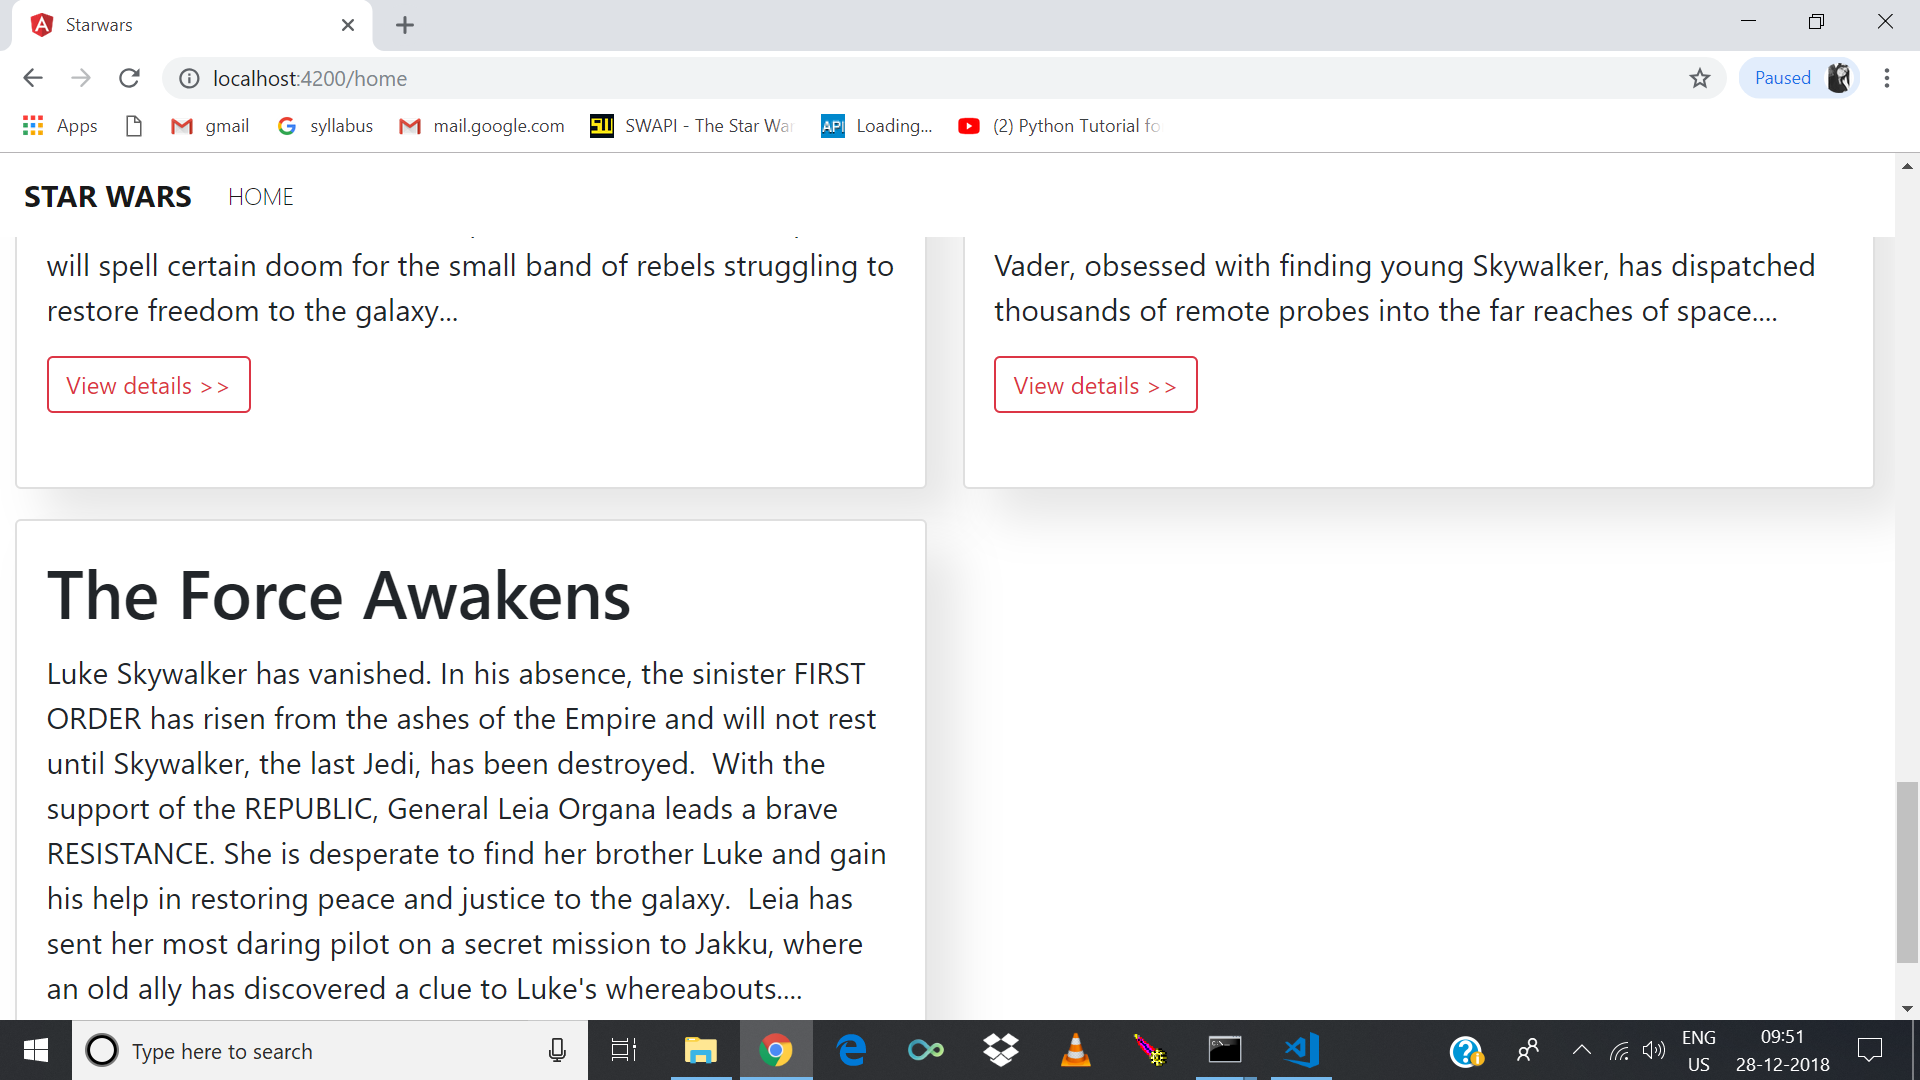 Starwars
localhost:4200/home
Paused
Apps
gmail
syllabus
mail.google.com
SWAPI - The Star War
API
Loading...
(2) Python Tutorial fo
STAR WARS
HOME
will spell certain doom for the small band of rebels struggling to
restore freedom to the galaxy...
View details >>
Vader, obsessed with finding young Skywalker, has dispatched
thousands of remote probes into the far reaches of space....
View details >>
The Force Awakens
Luke Skywalker has vanished. In his absence, the sinister FIRST
ORDER has risen from the ashes of the Empire and will not rest
until Skywalker, the last Jedi, has been destroyed.  With the
support of the REPUBLIC, General Leia Organa leads a brave
RESISTANCE. She is desperate to find her brother Luke and gain
his help in restoring peace and justice to the galaxy.  Leia has
sent her most daring pilot on a secret mission to Jakku, where
an old ally has discovered a clue to Luke's whereabouts....
Type here to search
ENG
US
09:51
28-12-2018